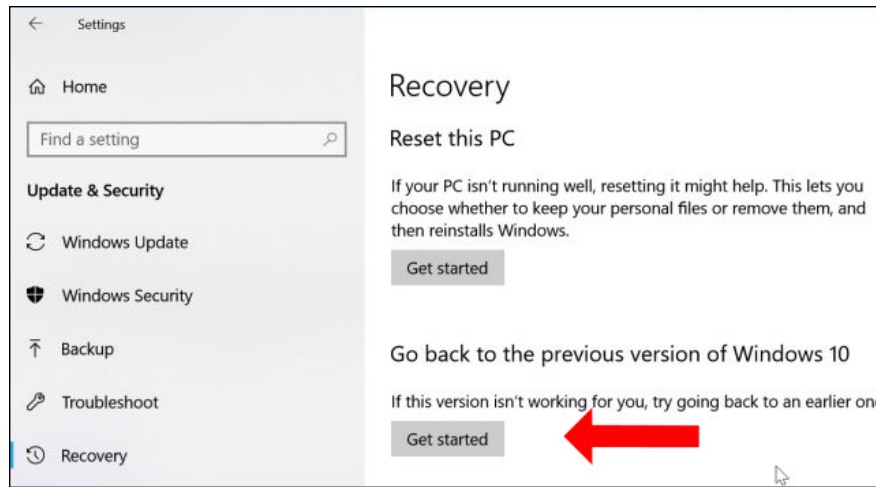 Settings
Home
Find a setting
Update & Security
Windows Update
Windows Security
Backup
Troubleshoot
Recovery
Recovery
Reset this PC
If your PC isn't running well, resetting it might help. This lets you
choose whether to keep your personal files or remove them, and
then reinstalls Windows.
Get started
Go back to the previous version of Windows 10
If this version isn't working for you, try going back to an earlier one
Get started